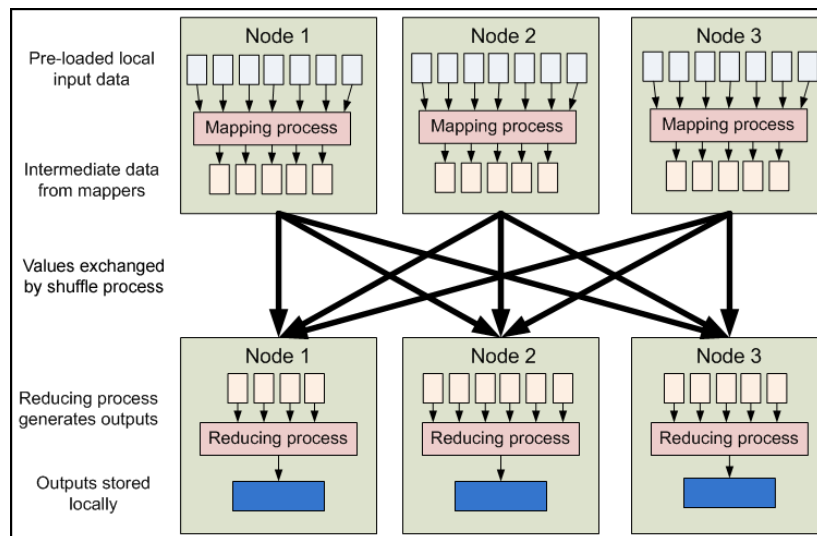 Node 1
Node 2
Node 3
Pre-loaded local
input data
Mapping process
Mapping process
Mapping process
Intermediate data
from mappers
Values exchanged
by shuffle process
Node 1
Node 2
Node 3
Reducing process
generates outputs
Reducing process
Reducing process
Reducing process
Outputs stored
locally